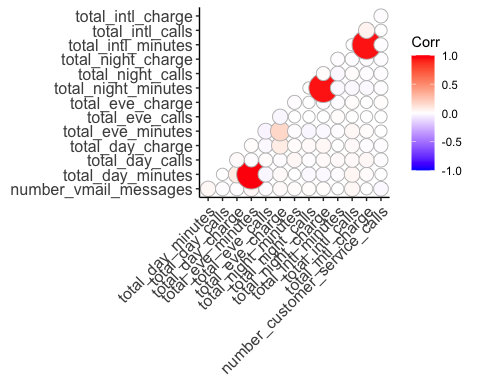 total_intl_charge
total_intl_calls
total_intl_minutes
total_night_charge
total_night_calls
total_night_minutes
total_eve_charge
total_eve_calls
total_eve_minutes
total_day_charge
total_day_calls
total_day_minutes
number_vmail_messages
total_day_minutes
total_day_calls
total_day_charge
total_eve_minutes
total_eve_calls
total_eve_charge
total_night_minutes
total_night_calls
total_night_charge
total_intl_minutes
total_intl_calls
total_intl_charge
number_customer_service_calls
Corr
1.0
0.5
0.0
-0.5
-1.0